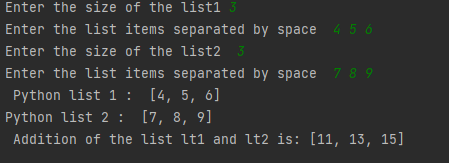 Enter the size of the list1 3
Enter the list items separated by space  4 5 6
Enter the size of the list2  3
Enter the list items separated by space  7 8 9
 Python list 1 :  [4, 5, 6]
Python list 2 :  [7, 8, 9]
 Addition of the list lt1 and lt2 is: [11, 13, 15]